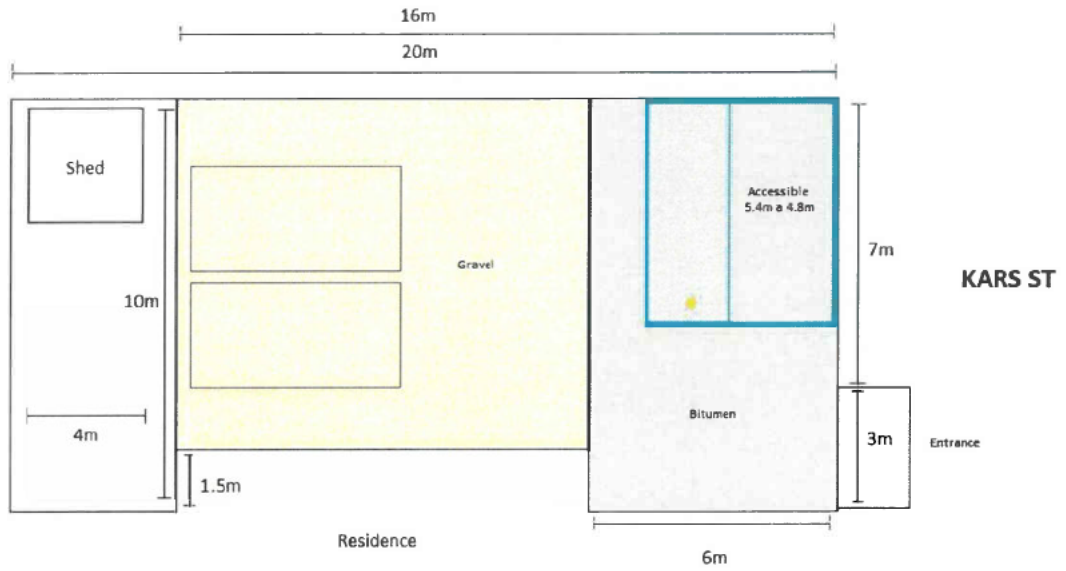 16m
20m
Shed
Accessible
5.4m a 4.8m
7m
Gravel
KARS ST
10m
4m
Bitumen
3m
Entrance
1.5m
Residence
6m